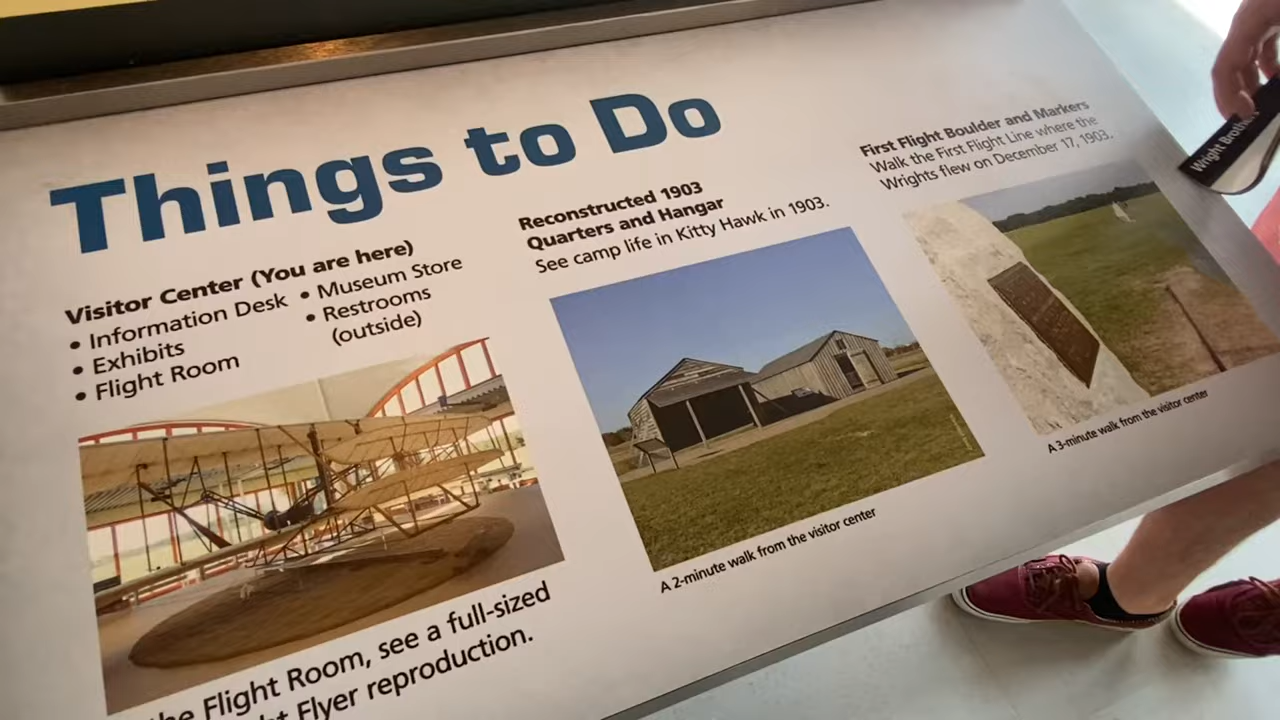 Things to Do
Visitor Center (You are here)
• Information Desk
• Exhibits
• Flight Room
• Museum Store
• Restrooms
(outside)
the Flight Room, see a full-sized
Flyer reproduction.
Reconstructed 1903
Quarters and Hangar
See camp life in Kitty Hawk in 1903.
A 2-minute walk from the visitor center
First Flight Boulder and Markers
Walk the First Flight Line where the
Wrights flew on December 17, 1903.
A 3-minute walk from the visitor center
Wright